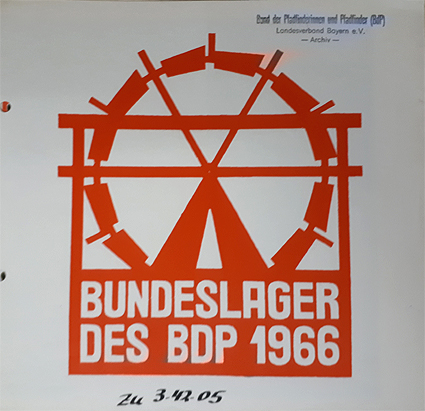 Bund der Pfadfinderinnen und Pfadfinder (BdP)
Landesverband Bayern e.V.
— Archiv —
BUNDESLAGER
DES BDP 1966
zu 3-42-05